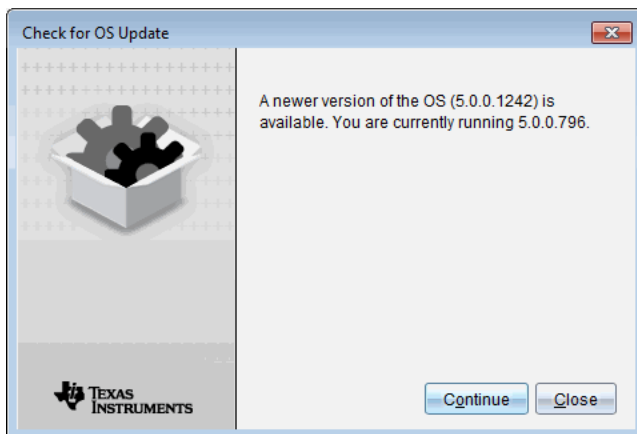 Check for OS Update
A newer version of the OS (5.0.0.1242) is
available. You are currently running 5.0.0.796.
TEXAS
INSTRUMENTS
Continue
Close